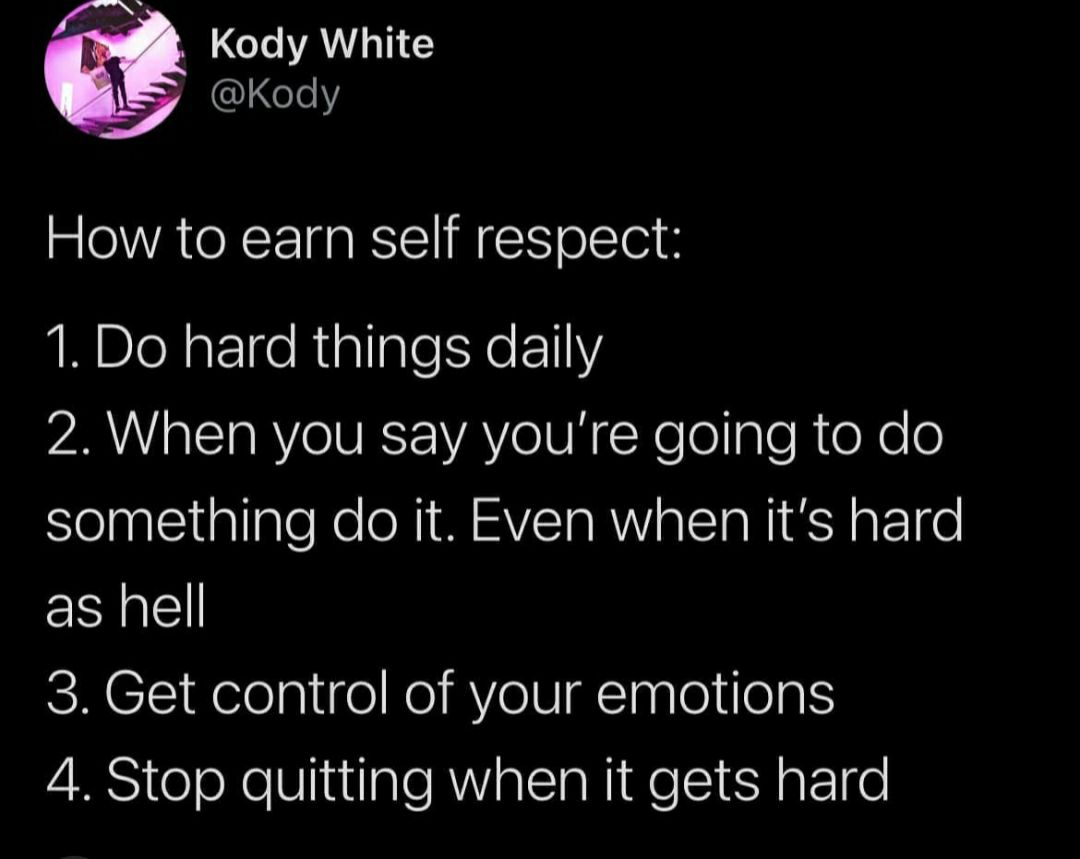 Kody White
@Kody
How to earn self respect:
1. Do hard things daily
2. When you say you're going to do
something do it. Even when it's hard
as hell
3. Get control of your emotions
4. Stop quitting when it gets hard